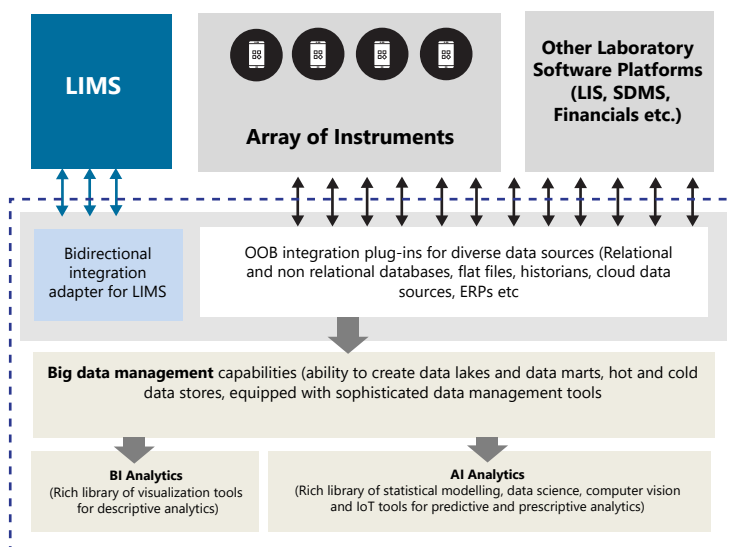 LIMS
Array of Instruments
Other Laboratory
Software Platforms
(LIS, SDMS,
Financials etc.)
Bidirectional
integration
adapter for LIMS
OOB integration plug-ins for diverse data sources (Relational
and non relational databases, flat files, historians, cloud data
sources, ERPs etc
Big data management capabilities (ability to create data lakes and data marts, hot and cold
data stores, equipped with sophisticated data management tools
BI Analytics
(Rich library of visualization tools
for descriptive analytics)
AI Analytics
(Rich library of statistical modelling, data science, computer vision
and IoT tools for predictive and prescriptive analytics)